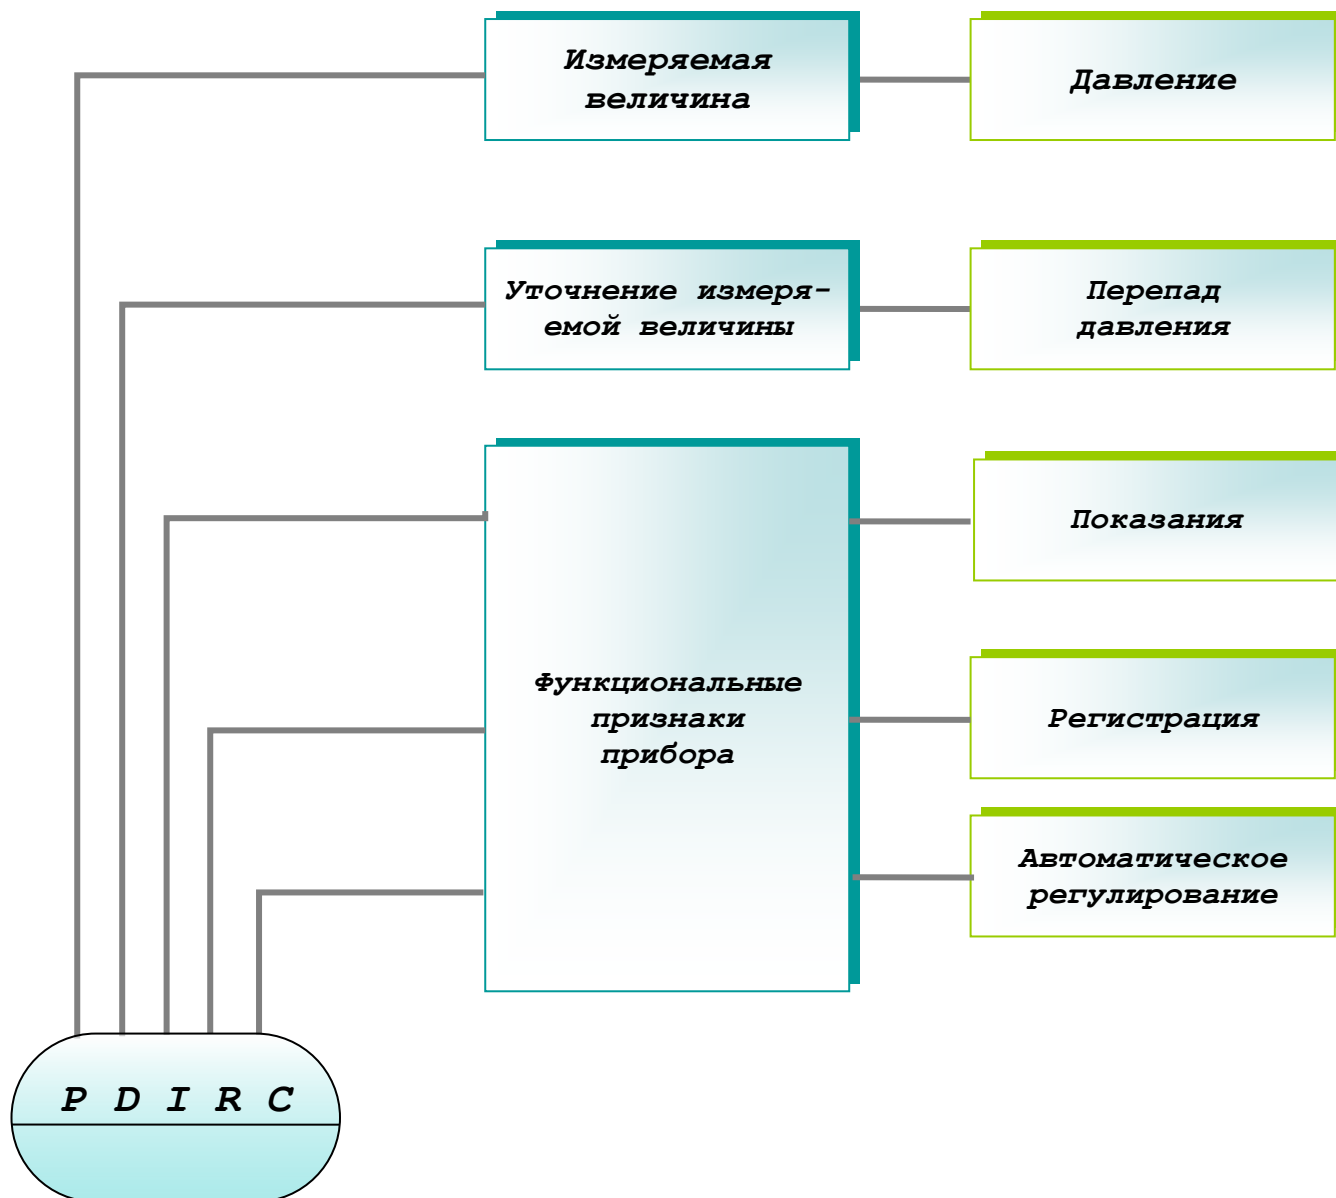 Измеряемая
величина
Давление
Уточнение измеря-
емой величины
Перепад
давления
Функциональные
признаки
прибора
Показания
Регистрация
Автоматическое
регулирование
P D I R C